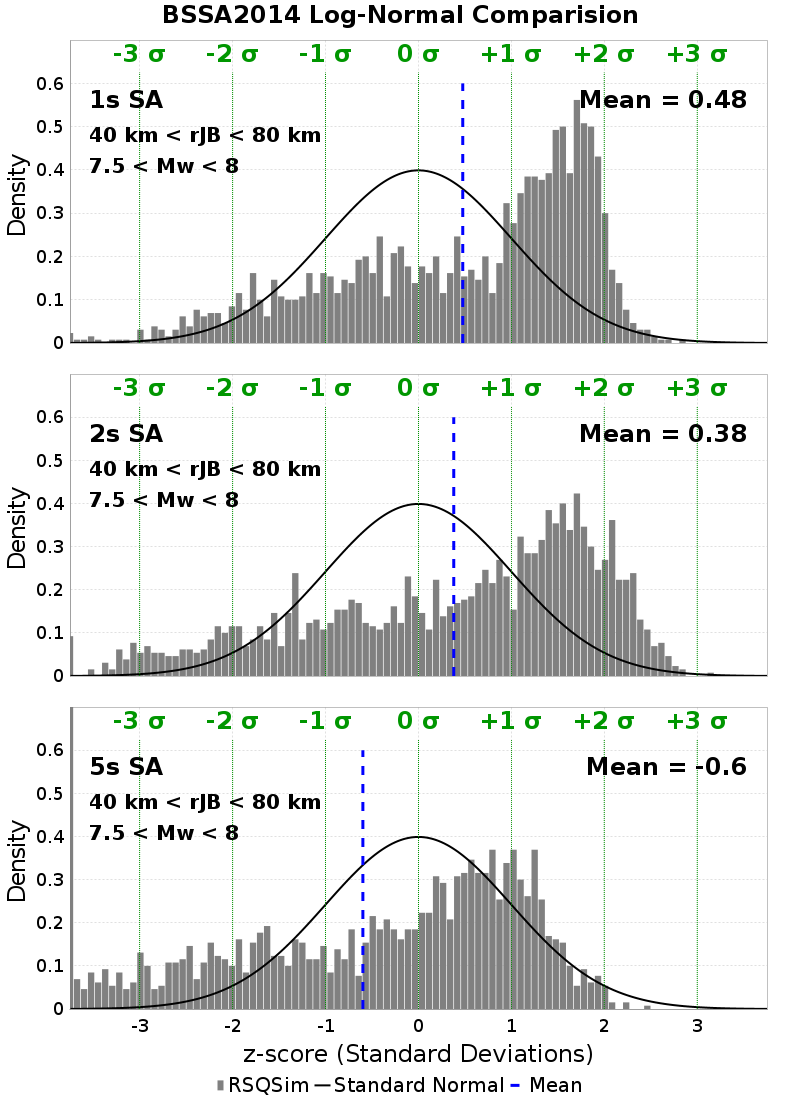 BSSA2014 Log-Normal Comparision
-3 σ -2 σ -1 σ 0 σ +1 σ +2 σ +3 σ
1s SA Mean = 0.48
40 km < rJB < 80 km
7.5 < Mw < 8
Density
0.6
0.5
0.4
0.3
0.2
0.1
0
-3 σ -2 σ -1 σ 0 σ +1 σ +2 σ +3 σ
2s SA Mean = 0.38
40 km < rJB < 80 km
7.5 < Mw < 8
Density
0.6
0.5
0.4
0.3
0.2
0.1
0
-3 σ -2 σ -1 σ 0 σ +1 σ +2 σ +3 σ
5s SA Mean = -0.6
40 km < rJB < 80 km
7.5 < Mw < 8
Density
0.6
0.5
0.4
0.3
0.2
0.1
0
-3 -2 -1 0 1 2 3
z-score (Standard Deviations)
RSQSim Standard Normal Mean